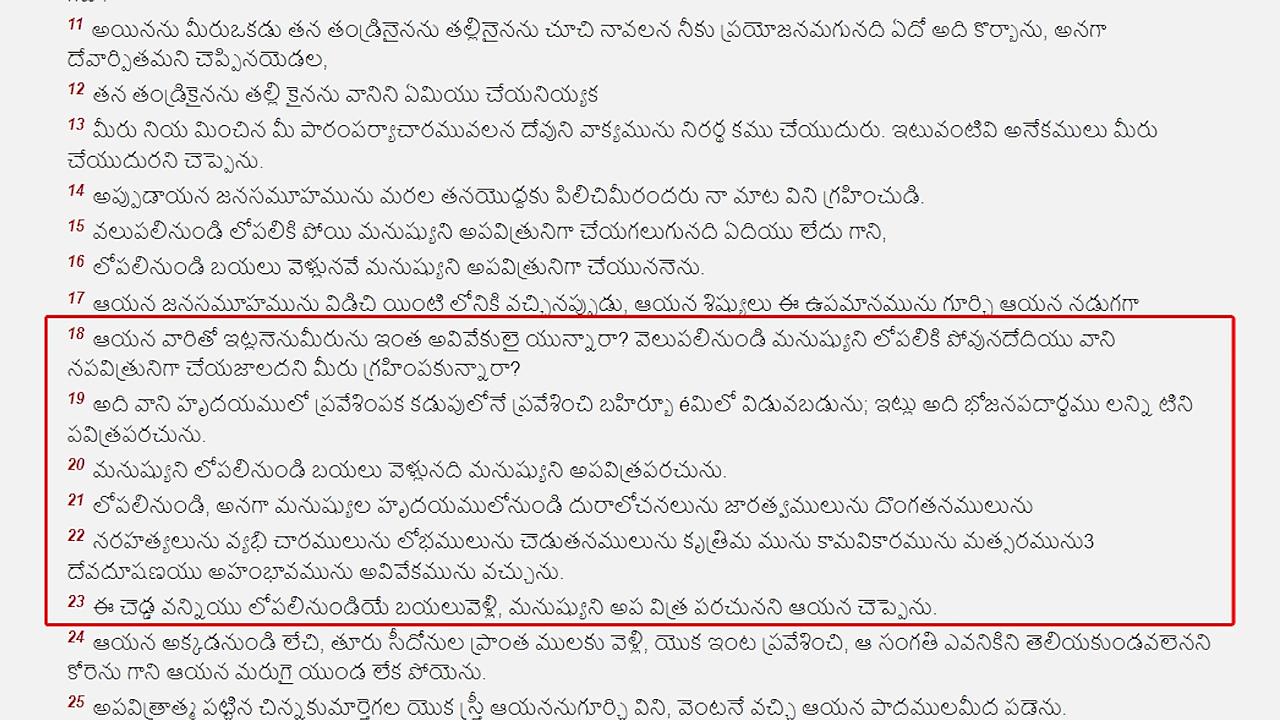 11 అయినను మీరుఒకడు తన తండ్రినైనను తల్లినైనను చూచి నావలన నీకు ప్రయోజనమగునది ఏదో అది కొర్బాను, అనగా
దేవార్పితమని చెప్పినయెడల,
12 తన తండ్రికైనను తల్లి కైనను వానిని ఏమియు చేయనియ్యక
13 మీరు నియ మించిన మీ పారంపర్యాచారమువలన దేవుని వాక్యమును నిరర్థ కము చేయుదురు. ఇటువంటివి అనేకములు మీరు
చేయుదురని చెప్పెను.
14 అప్పుడాయన జనసమూహమును మరల తనయొద్దకు పిలిచిమీరందరు నా మాట విని గ్రహించుడి.
15 వలుపలినుండి లోపలికి పోయి మనుష్యుని అపవిత్రునిగా చేయగలుగునది ఏదియు లేదు గాని,
16 లోపలినుండి బయలు వెళ్లునవే మనుష్యుని అపవిత్రునిగా చేయుననెను.
17 ఆయన జనసమూహమును విడిచి యింటి లోనికి వచ్చినప్పుడు, ఆయన శిష్యులు ఈ ఉపమానమును గూర్చి ఆయన నడుగగా
18 ఆయన వారితో ఇట్లనెనుమీరును ఇంత అవివేకులై యున్నారా? వెలుపలినుండి మనుష్యుని లోపలికి పోవునదేదియు వాని
నపవిత్రునిగా చేయజాలదని మీరు గ్రహింపకున్నారా?
19 అది వాని హృదయములో ప్రవేశింపక కడుపులోనే ప్రవేశించి బహిర్భూ éమిలో విడువబడును; ఇట్లు అది భోజనపదార్థము లన్ని టిని
పవిత్రపరచును.
20 మనుష్యుని లోపలినుండి బయలు వెళ్లునది మనుష్యుని అపవిత్రపరచును.
21 లోపలినుండి, అనగా మనుష్యుల హృదయములోనుండి దురాలోచనలును జారత్వములును దొంగతనములును
22 నరహత్యలును వ్యభి చారములును లోభములును చెడుతనములును కృత్రిమ మును కామవికారమును మత్సరమును3
దేవదూషణయు అహంభావమును అవివేకమును వచ్చును.
23 ఈ చెడ్డ వన్నియు లోపలినుండియే బయలువెళ్లి, మనుష్యుని అప విత్ర పరచునని ఆయన చెప్పెను.
24 ఆయన అక్కడనుండి లేచి, తూరు సీదోనుల ప్రాంత ములకు వెళ్లి, యొక ఇంట ప్రవేశించి, ఆ సంగతి ఎవనికిని తెలియకుండవలెనని
కోరెను గాని ఆయన మరుగై యుండ లేక పోయెను.
25 అపవిత్రాత్మ పట్టిన చిన్నకుమార్తెగల యొక స్త్రీ ఆయననుగూర్చి విని, వెంటనే వచ్చి ఆయన పాదములమీద పడెను.